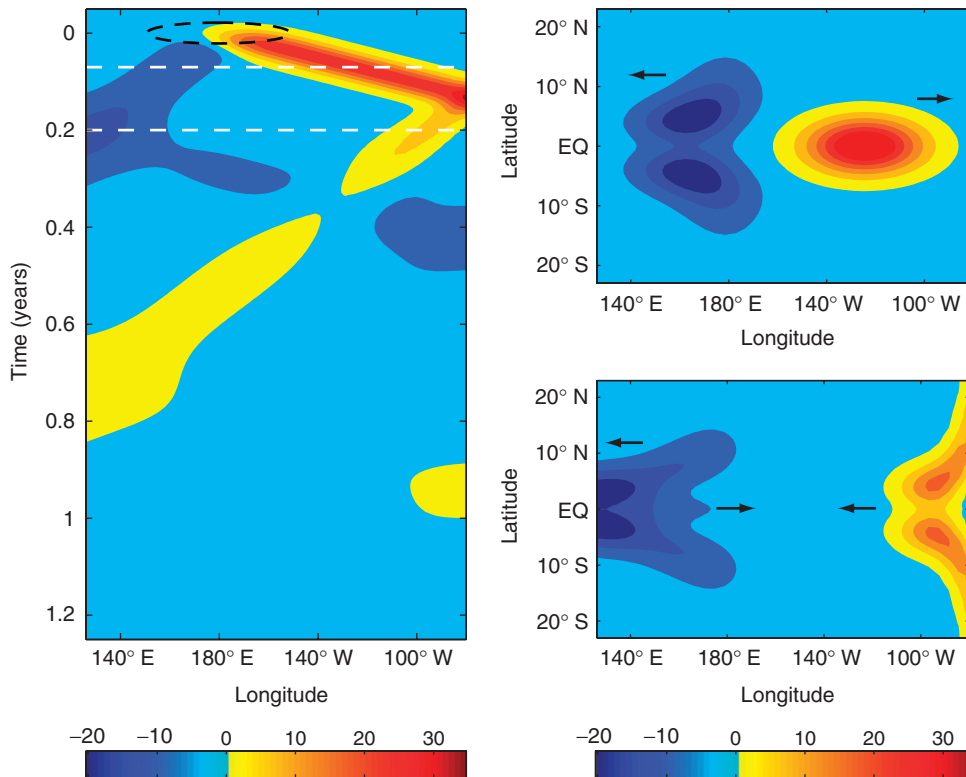 0
0.2
0.4
0.6
0.8
1
1.2
Time (years)
140° E 180° E 140° W 100° W
Longitude
−20 −10 0 10 20 30
20° N
10° N
EQ
10° S
20° S
Latitude
140° E 180° E 140° W 100° W
Longitude
20° N
10° N
EQ
10° S
20° S
Latitude
140° E 180° E 140° W 100° W
Longitude
−20 −10 0 10 20 30